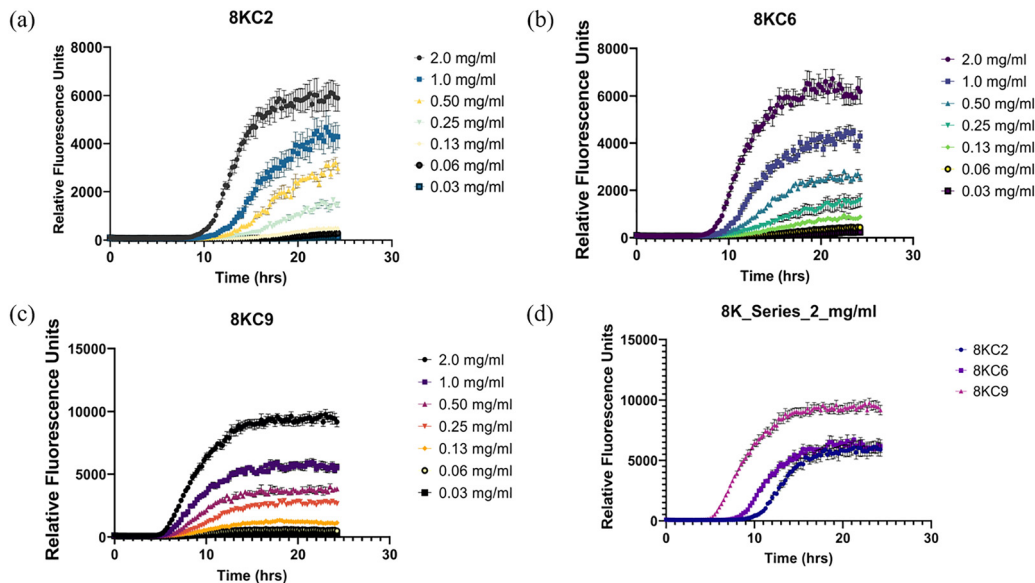 (a)
8KC2
Relative Fluorescence Units
8000
6000
4000
2000
0
0
10
20
30
Time (hrs)
2.0 mg/ml
1.0 mg/ml
0.50 mg/ml
0.25 mg/ml
0.13 mg/ml
0.06 mg/ml
0.03 mg/ml
(b)
8KC6
Relative Fluorescence Units
8000
6000
4000
2000
0
0
10
20
30
Time (hrs)
2.0 mg/ml
1.0 mg/ml
0.50 mg/ml
0.25 mg/ml
0.13 mg/ml
0.06 mg/ml
0.03 mg/ml
(c)
8KC9
Relative Fluorescence Units
15000
10000
5000
0
0
10
20
30
Time (hrs)
2.0 mg/ml
1.0 mg/ml
0.50 mg/ml
0.25 mg/ml
0.13 mg/ml
0.06 mg/ml
0.03 mg/ml
(d)
8K_Series_2_mg/ml
Relative Fluorescence Units
15000
10000
5000
0
0
10
20
30
Time (hrs)
8KC2
8KC6
8KC9